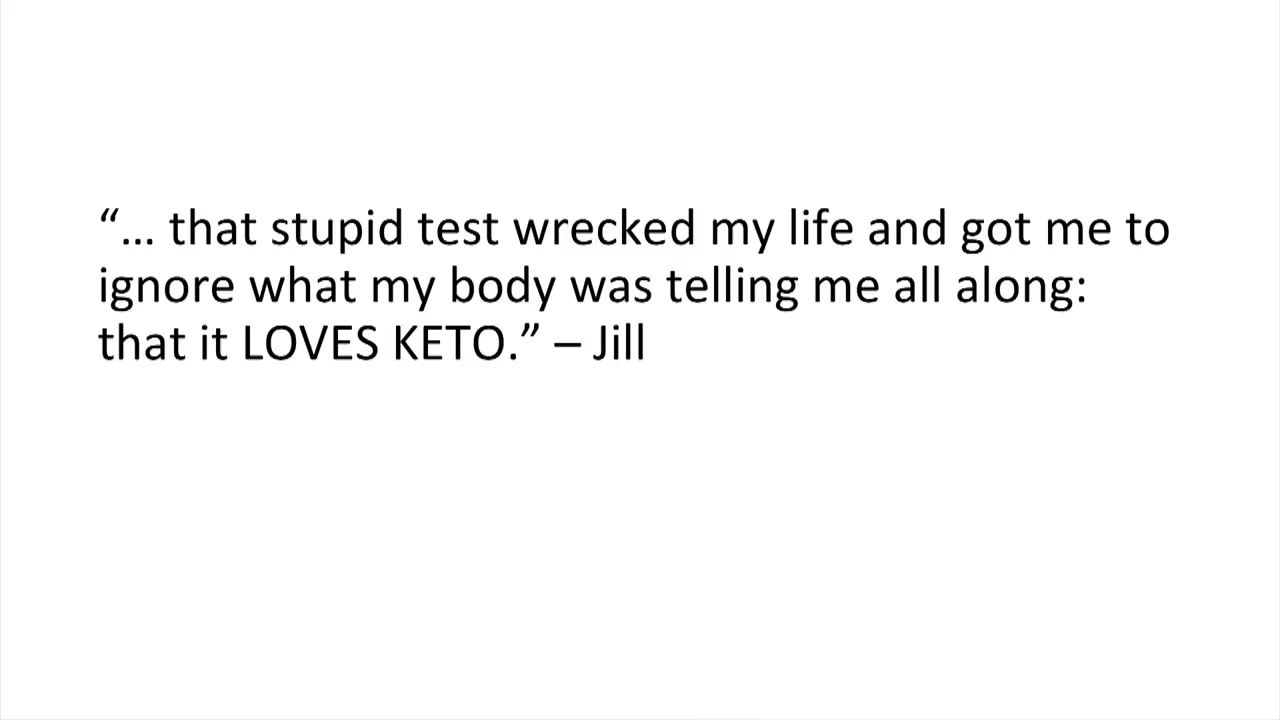 “... that stupid test wrecked my life and got me to
ignore what my body was telling me all along:
that it LOVES KETO.” – Jill